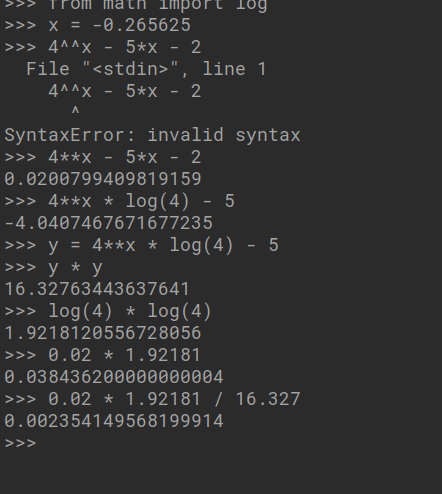 >>> from math import log
>>> x = -0.265625
>>> 4^^x - 5*x - 2
  File "<stdin>", line 1
    4^^x - 5*x - 2
      ^
SyntaxError: invalid syntax
>>> 4**x - 5*x - 2
0.0200799409819159
>>> 4**x * log(4) - 5
-4.0407467671677235
>>> y = 4**x * log(4) - 5
>>> y * y
16.32763443637641
>>> log(4) * log(4)
1.9218120556728056
>>> 0.02 * 1.92181
0.038436200000000004
>>> 0.02 * 1.92181 / 16.327
0.002354149568199914
>>>